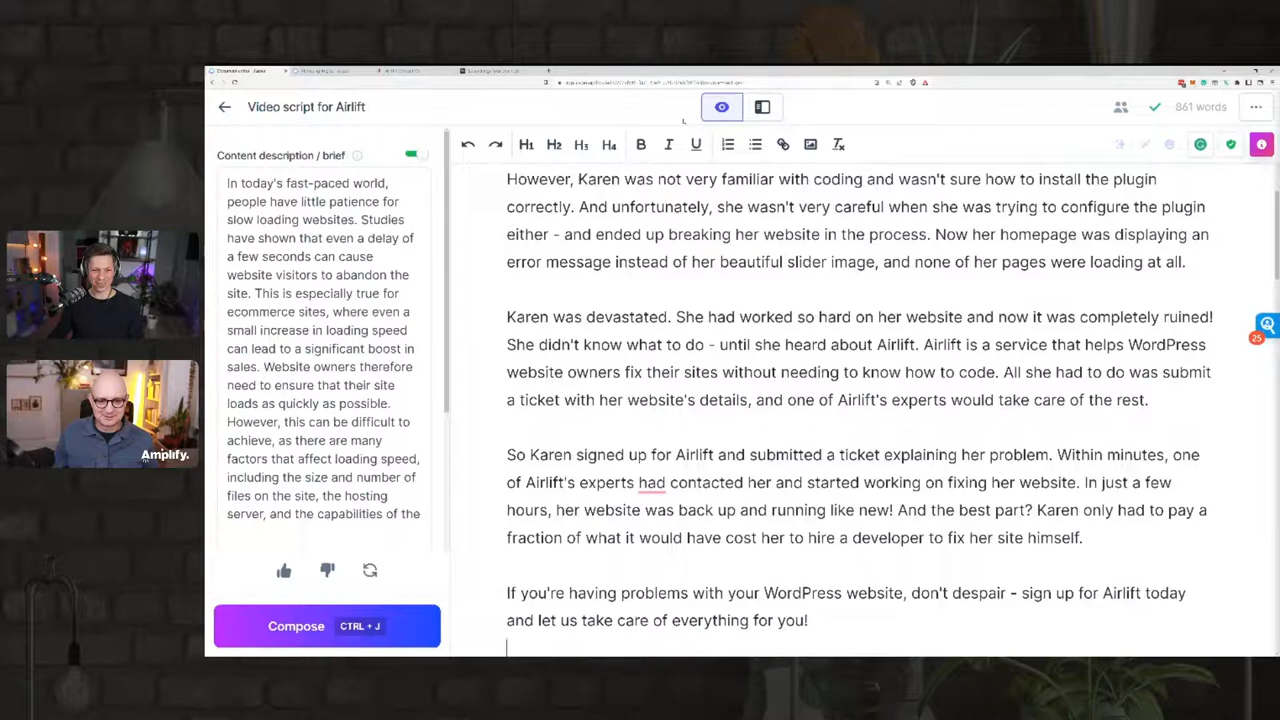 Video script for Airlift
861 words
Content description / brief
H1 H2 H3 H4 B I U
In today's fast-paced world,
people have little patience for
slow loading websites. Studies
have shown that even a delay of
a few seconds can cause
website visitors to abandon the
site. This is especially true for
ecommerce sites, where even a
small increase in loading speed
can lead to a significant boost in
sales. Website owners therefore
need to ensure that their site
loads as quickly as possible.
However, this can be difficult to
achieve, as there are many
factors that affect loading speed,
including the size and number of
files on the site, the hosting
server, and the capabilities of the
Compose CTRL + J
However, Karen was not very familiar with coding and wasn't sure how to install the plugin
correctly. And unfortunately, she wasn't very careful when she was trying to configure the plugin
either - and ended up breaking her website in the process. Now her homepage was displaying an
error message instead of her beautiful slider image, and none of her pages were loading at all.
Karen was devastated. She had worked so hard on her website and now it was completely ruined!
She didn't know what to do - until she heard about Airlift. Airlift is a service that helps WordPress
website owners fix their sites without needing to know how to code. All she had to do was submit
a ticket with her website's details, and one of Airlift's experts would take care of the rest.
So Karen signed up for Airlift and submitted a ticket explaining her problem. Within minutes, one
of Airlift's experts had contacted her and started working on fixing her website. In just a few
hours, her website was back up and running like new! And the best part? Karen only had to pay a
fraction of what it would have cost her to hire a developer to fix her site himself.
If you're having problems with your WordPress website, don't despair - sign up for Airlift today
and let us take care of everything for you!
25
Amplify.